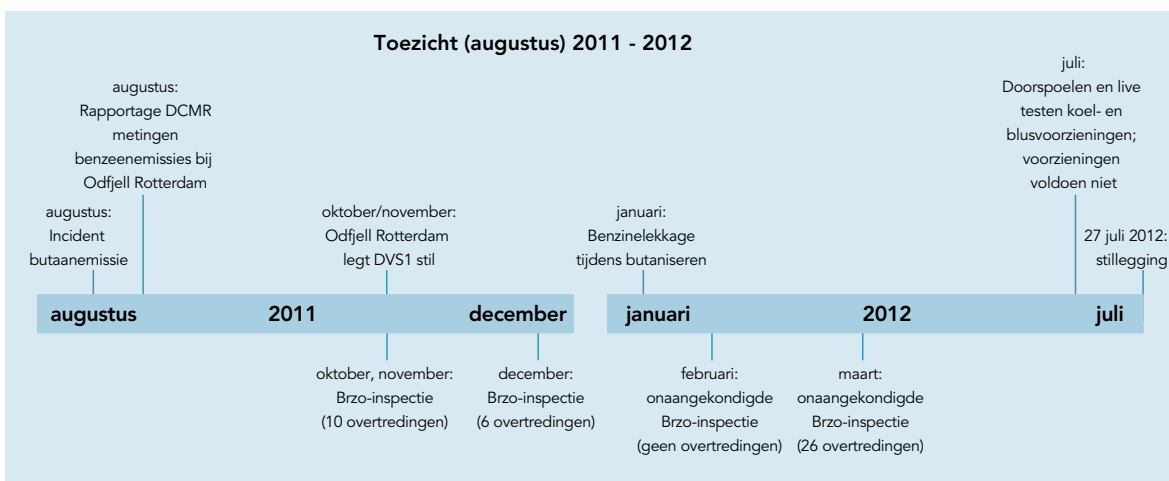 Toezicht (augustus) 2011 - 2012
augustus:
Rapportage DCMR
metingen
benzeenemissies bij
Odfjell Rotterdam
augustus:
Incident
butaanemissie
oktober/november:
Odfjell Rotterdam
legt DVS1 stil
januari:
Benzinelekkage
tijdens butaniseren
juli:
Doorspoelen en live
testen koel- en
blusvoorzieningen;
voorzieningen
voldoen niet
27 juli 2012:
stillegging
augustus 2011 december
januari 2012 juli
oktober, november:
Brzo-inspectie
(10 overtredingen)
december:
Brzo-inspectie
(6 overtredingen)
februari:
onaangekondigde
Brzo-inspectie
(geen overtredingen)
maart:
onaangekondigde
Brzo-inspectie
(26 overtredingen)